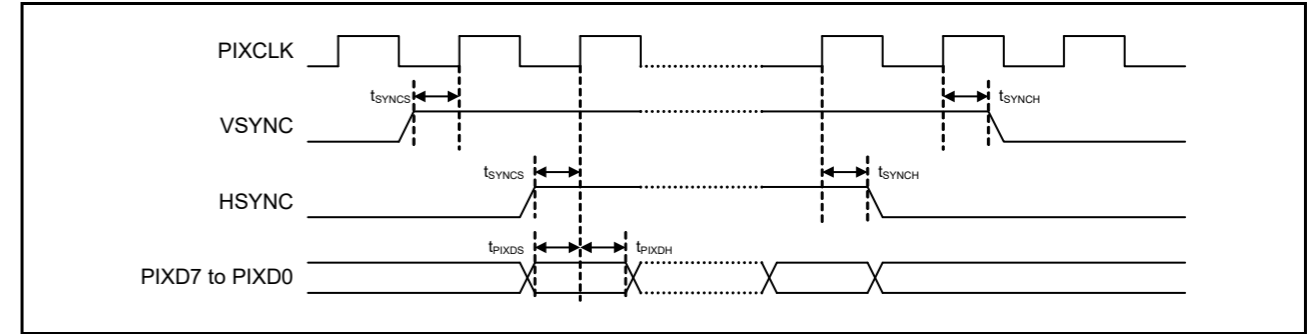 PIXCLK
tSYNCS tSYNCH
VSYNC
tSYNCS tSYNCH
HSYNC
tPIXDS tPIXDH
PIXD7 to PIXD0